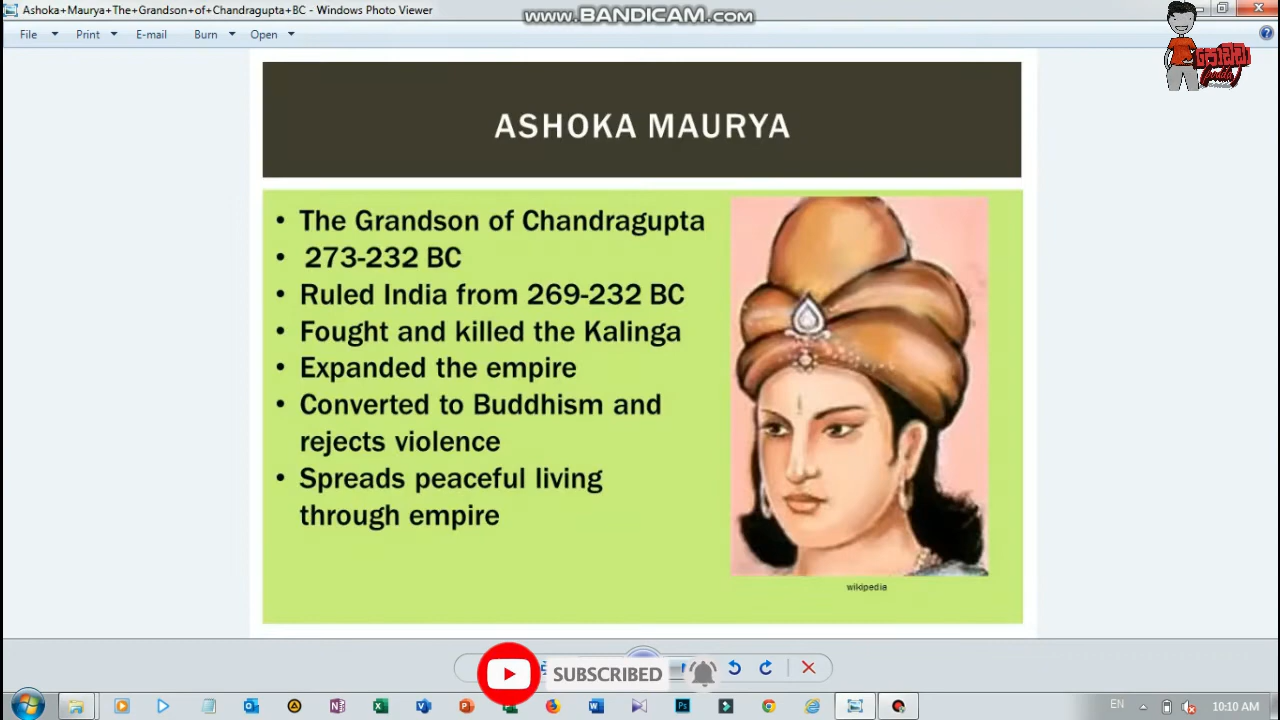 Ashoka+Maurya+The+Grandson+of+Chandragupta+BC - Windows Photo Viewer
www.BANDICAM.com
File Print E-mail Burn Open
පොඩ්ඩා
ASHOKA MAURYA
• The Grandson of Chandragupta
• 273-232 BC
• Ruled India from 269-232 BC
• Fought and killed the Kalinga
• Expanded the empire
• Converted to Buddhism and
rejects violence
• Spreads peaceful living
through empire
wikipedia
SUBSCRIBED
EN
10:10 AM